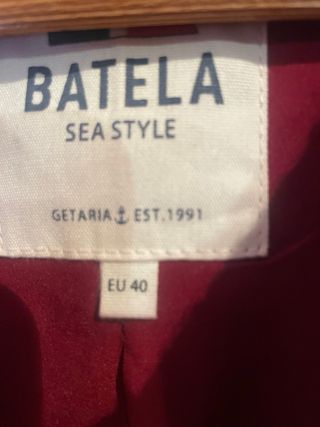 BATELA
SEA STYLE
GETARIA EST.1991
EU 40